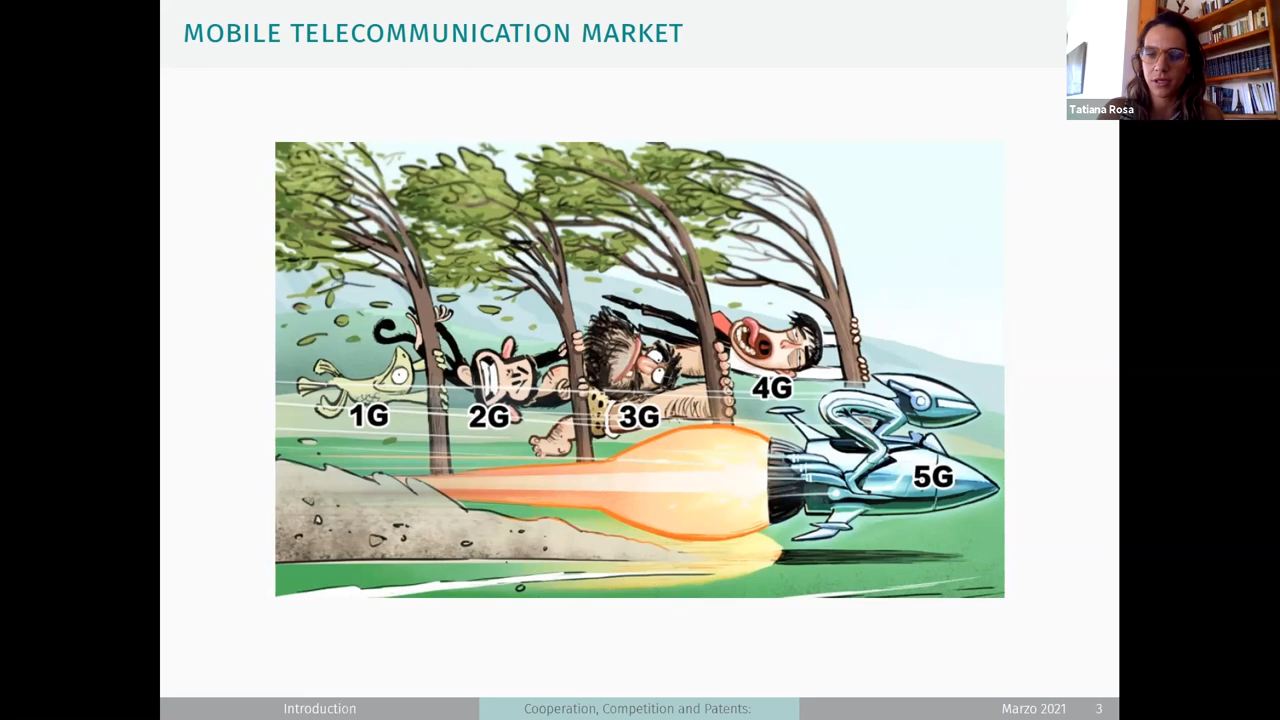 MOBILE TELECOMMUNICATION MARKET
Tatiana Rosa
1G
2G
3G
4G
5G
Introduction
Cooperation, Competition and Patents:
Marzo 2021
3